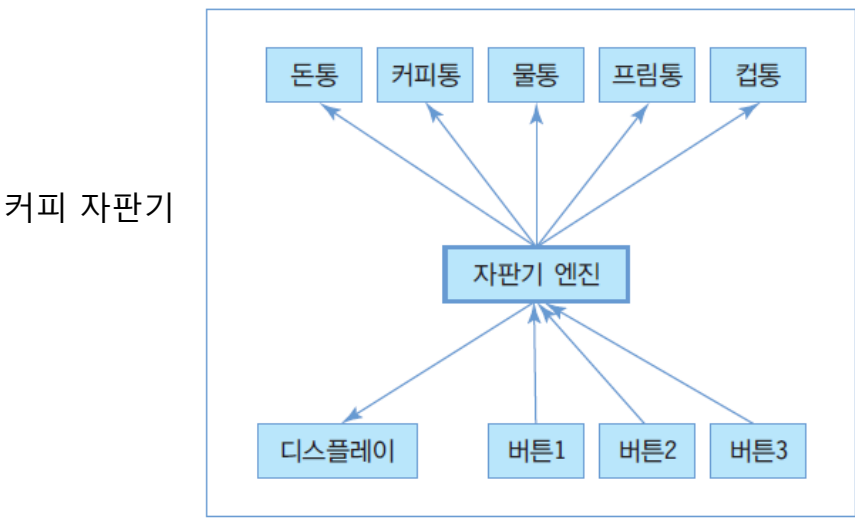 돈통 커피통 물통 프림통 컵통
커피 자판기
자판기 엔진
디스플레이 버튼1 버튼2 버튼3